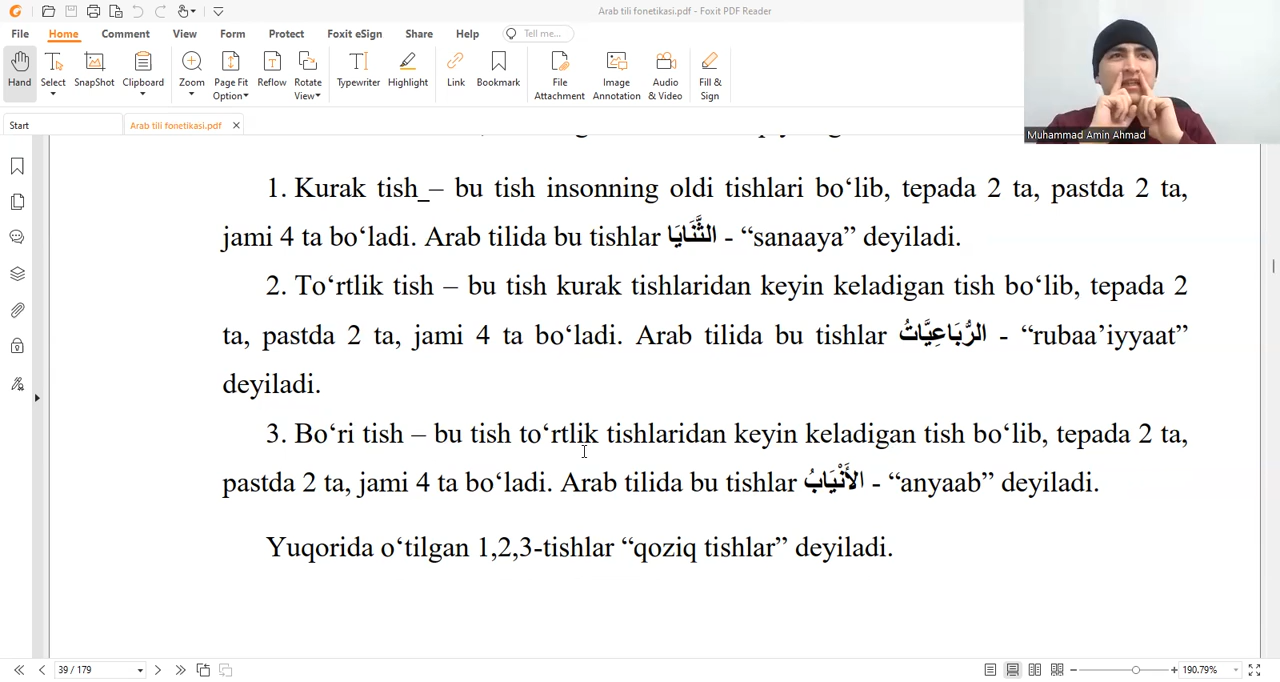 Arab tili fonetikasi.pdf - Foxit PDF Reader
File Home Comment View Form Protect Foxit eSign Share Help Tell me...
Hand Select SnapShot Clipboard Zoom Page Fit Option Reflow Rotate View Typewriter Highlight Link Bookmark File Attachment Image Annotation Audio & Video Fill & Sign
Muhammad Amin Ahmad
Start Arab tili fonetikasi.pdf
1. Kurak tish – bu tish insonning oldi tishlari bo‘lib, tepada 2 ta, pastda 2 ta,
jami 4 ta bo‘ladi. Arab tilida bu tishlar الثَّنَايَا - “sanaaya” deyiladi.
2. To‘rtlik tish – bu tish kurak tishlaridan keyin keladigan tish bo‘lib, tepada 2
ta, pastda 2 ta, jami 4 ta bo‘ladi. Arab tilida bu tishlar الرُّبَاعِيَّاتُ - “rubaa’iyyaat”
deyiladi.
3. Bo‘ri tish – bu tish to‘rtlik tishlaridan keyin keladigan tish bo‘lib, tepada 2 ta,
pastda 2 ta, jami 4 ta bo‘ladi. Arab tilida bu tishlar الأَنْيَابُ - “anyaab” deyiladi.
Yuqorida o‘tilgan 1,2,3-tishlar “qoziq tishlar” deyiladi.
39 / 179 190.79%